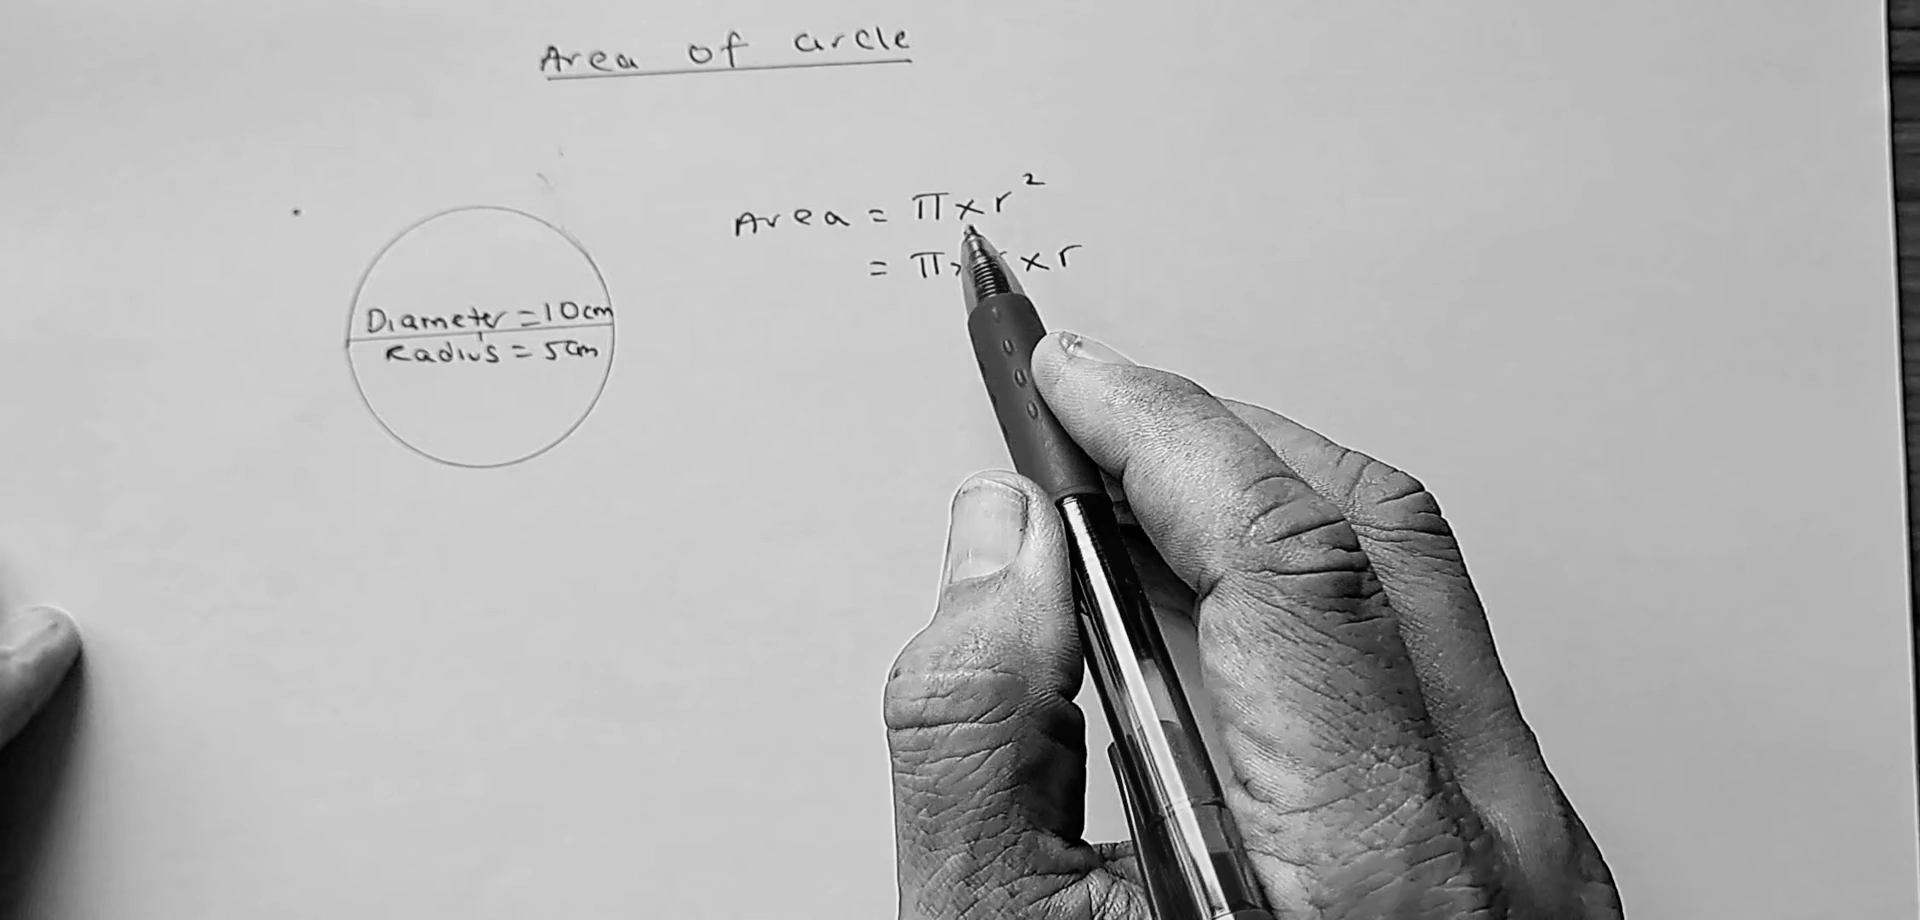 Area of circle
Diameter = 10cm
Radius = 5cm
Area = π x r²
= π x r x r